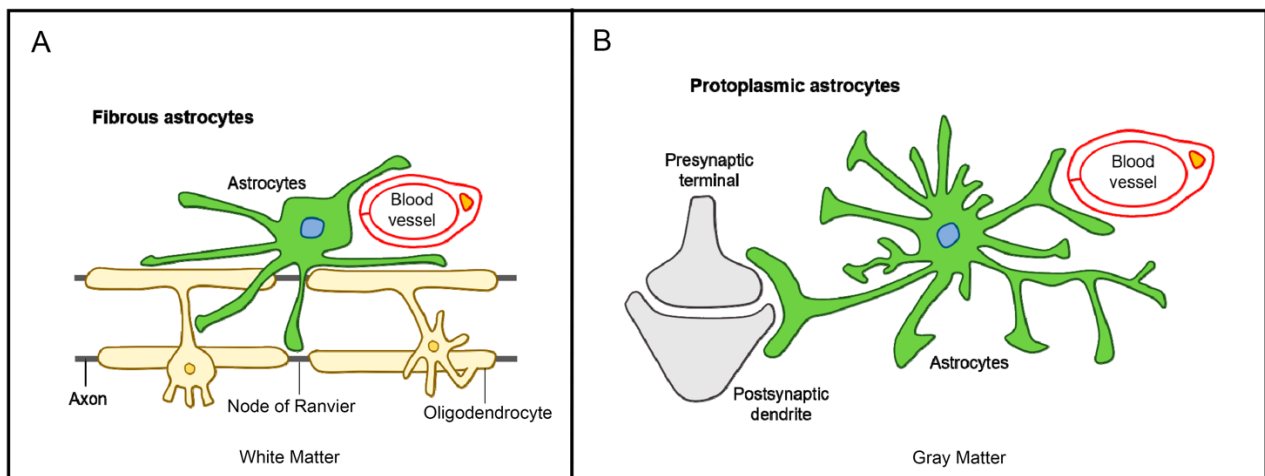 A
Fibrous astrocytes
Astrocytes
Blood
vessel
Axon
Node of Ranvier
Oligodendrocyte
White Matter
B
Protoplasmic astrocytes
Presynaptic
terminal
Blood
vessel
Astrocytes
Postsynaptic
dendrite
Gray Matter